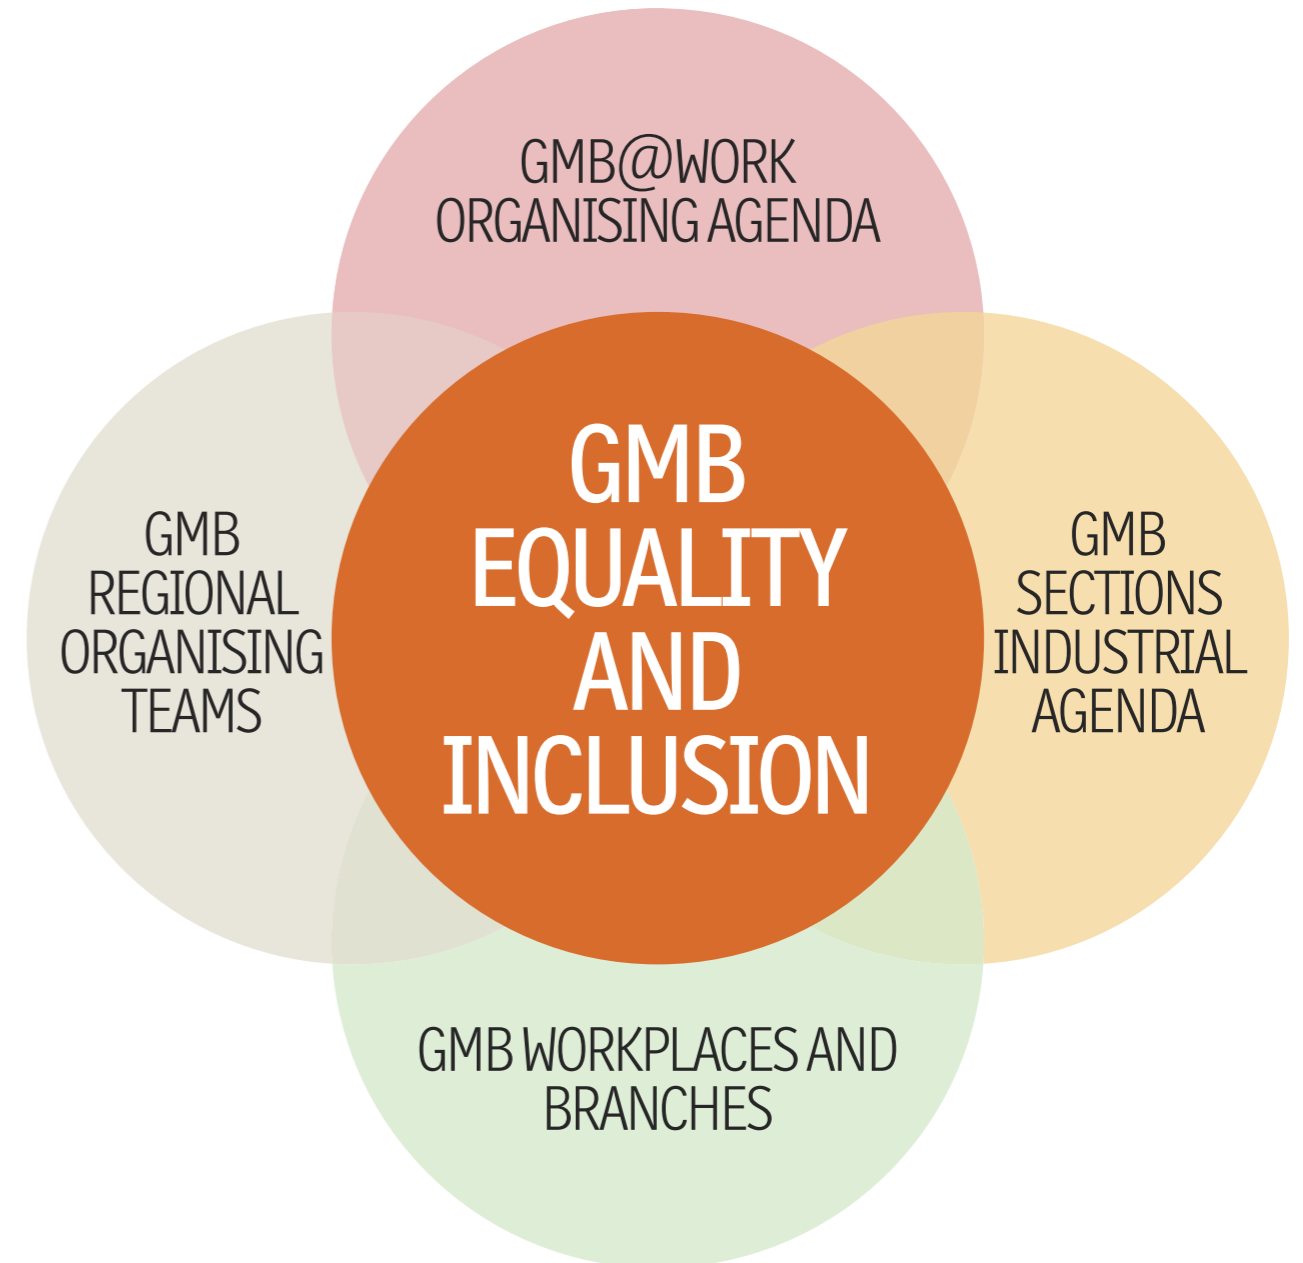 GMB@WORK
ORGANISING AGENDA
GMB
REGIONAL
ORGANISING
TEAMS
GMB
EQUALITY
AND
INCLUSION
GMB
SECTIONS
INDUSTRIAL
AGENDA
GMB WORKPLACES AND
BRANCHES